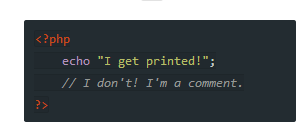 <?php
    echo "I get printed!";
    // I don't! I'm a comment.
?>